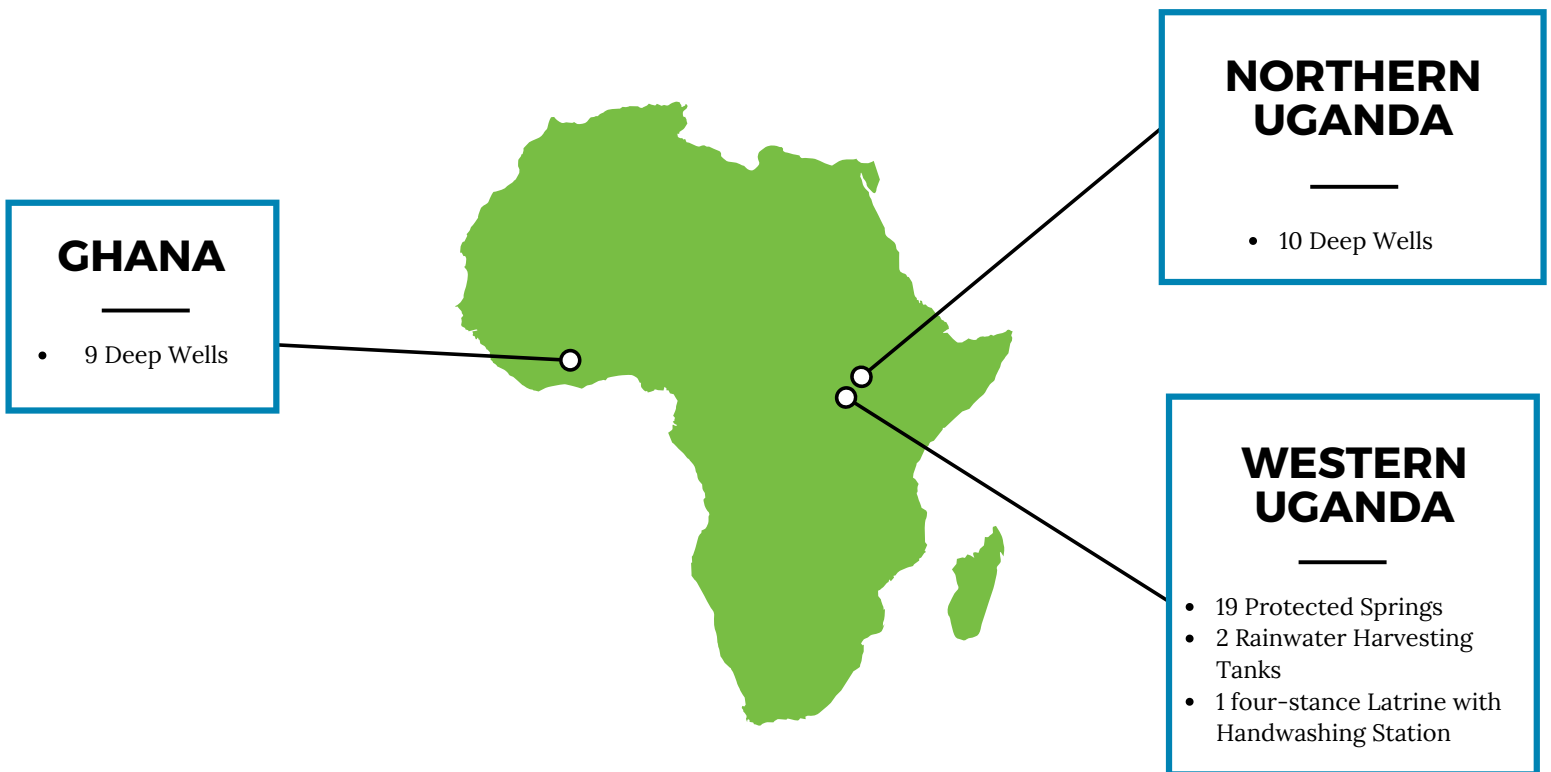 GHANA
• 9 Deep Wells
NORTHERN
UGANDA
• 10 Deep Wells
WESTERN
UGANDA
• 19 Protected Springs
• 2 Rainwater Harvesting
Tanks
• 1 four-stance Latrine with
Handwashing Station